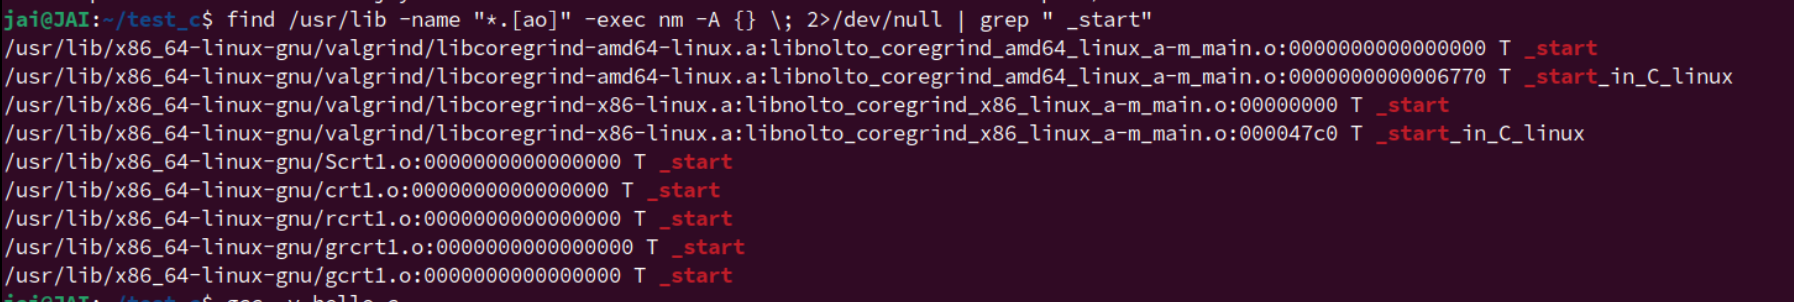 jai@JAI:~/test_c$ find /usr/lib -name "*.[ao]" -exec nm -A {} \; 2>/dev/null | grep " _start"
/usr/lib/x86_64-linux-gnu/valgrind/libcoregrind-amd64-linux.a:libnolto_coregrind_amd64_linux_a-m_main.o:0000000000000000 T _start
/usr/lib/x86_64-linux-gnu/valgrind/libcoregrind-amd64-linux.a:libnolto_coregrind_amd64_linux_a-m_main.o:0000000000006770 T _start_in_C_linux
/usr/lib/x86_64-linux-gnu/valgrind/libcoregrind-x86-linux.a:libnolto_coregrind_x86_linux_a-m_main.o:00000000 T _start
/usr/lib/x86_64-linux-gnu/valgrind/libcoregrind-x86-linux.a:libnolto_coregrind_x86_linux_a-m_main.o:000047c0 T _start_in_C_linux
/usr/lib/x86_64-linux-gnu/Scrt1.o:0000000000000000 T _start
/usr/lib/x86_64-linux-gnu/crt1.o:0000000000000000 T _start
/usr/lib/x86_64-linux-gnu/rcrt1.o:0000000000000000 T _start
/usr/lib/x86_64-linux-gnu/grcrt1.o:0000000000000000 T _start
/usr/lib/x86_64-linux-gnu/gcrt1.o:0000000000000000 T _start
jai@JAI:~/test_c$